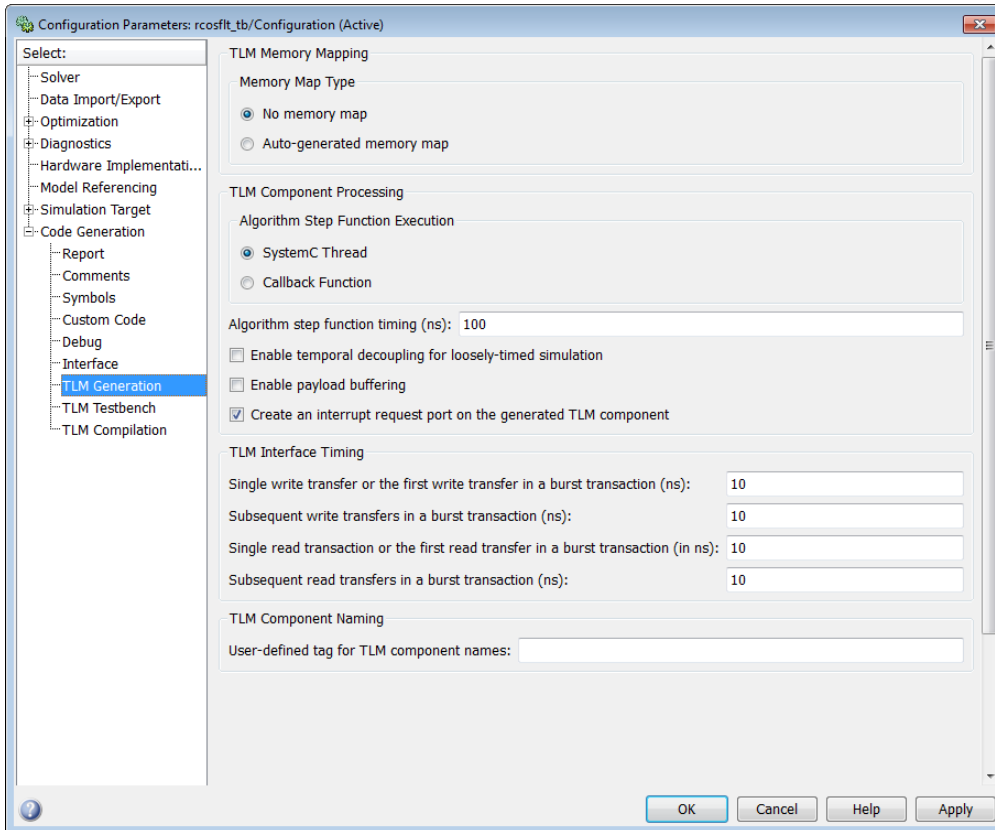 Configuration Parameters: rcosflt_tb/Configuration (Active)
Select:
Solver
Data Import/Export
Optimization
Diagnostics
Hardware Implementati...
Model Referencing
Simulation Target
Code Generation
Report
Comments
Symbols
Custom Code
Debug
Interface
TLM Generation
TLM Testbench
TLM Compilation
TLM Memory Mapping
Memory Map Type
No memory map
Auto-generated memory map
TLM Component Processing
Algorithm Step Function Execution
SystemC Thread
Callback Function
Algorithm step function timing (ns): 100
Enable temporal decoupling for loosely-timed simulation
Enable payload buffering
Create an interrupt request port on the generated TLM component
TLM Interface Timing
Single write transfer or the first write transfer in a burst transaction (ns): 10
Subsequent write transfers in a burst transaction (ns): 10
Single read transaction or the first read transfer in a burst transaction (in ns): 10
Subsequent read transfers in a burst transaction (ns): 10
TLM Component Naming
User-defined tag for TLM component names:
OK Cancel Help Apply